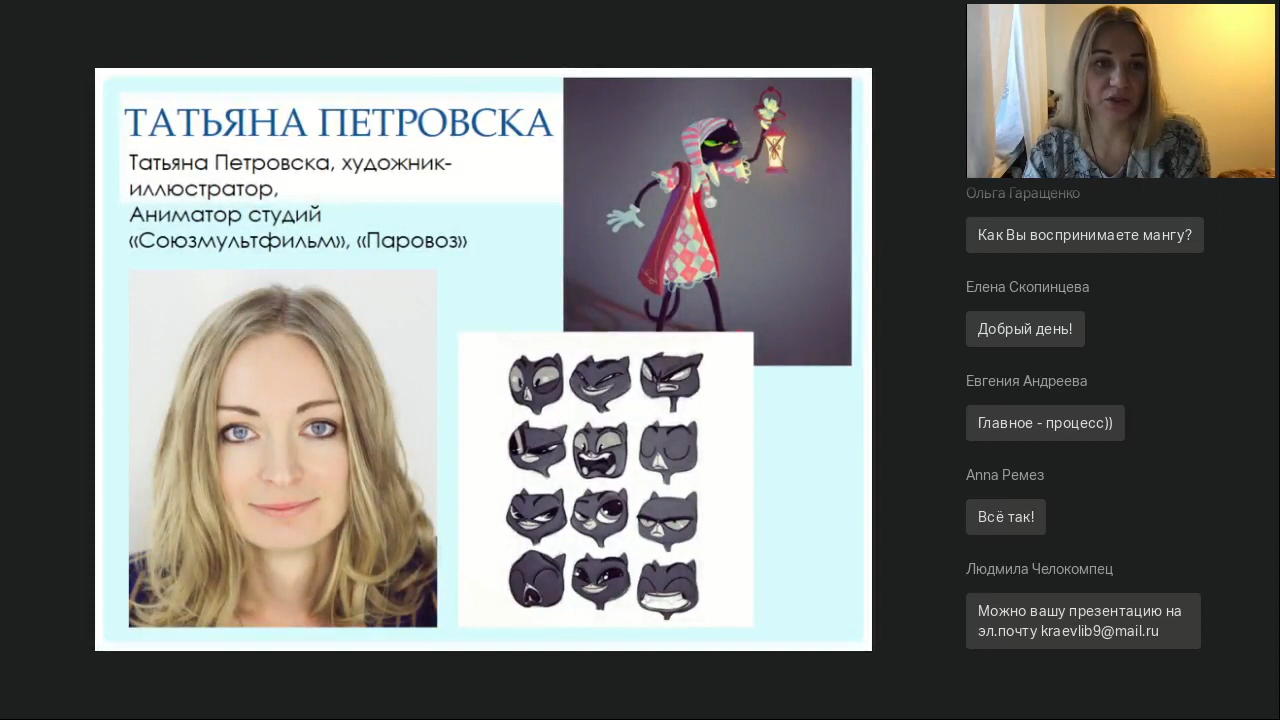 ТАТЬЯНА ПЕТРОВСКА
Татьяна Петровска, художник-
иллюстратор,
Аниматор студий
«Союзмультфильм», «Паровоз»
Ольга Гаращенко
Как Вы воспринимаете мангу?
Елена Скопинцева
Добрый день!
Евгения Андреева
Главное - процесс))
Anna Ремез
Всё так!
Людмила Челокомпец
Можно вашу презентацию на
эл.почту kraevlib9@mail.ru